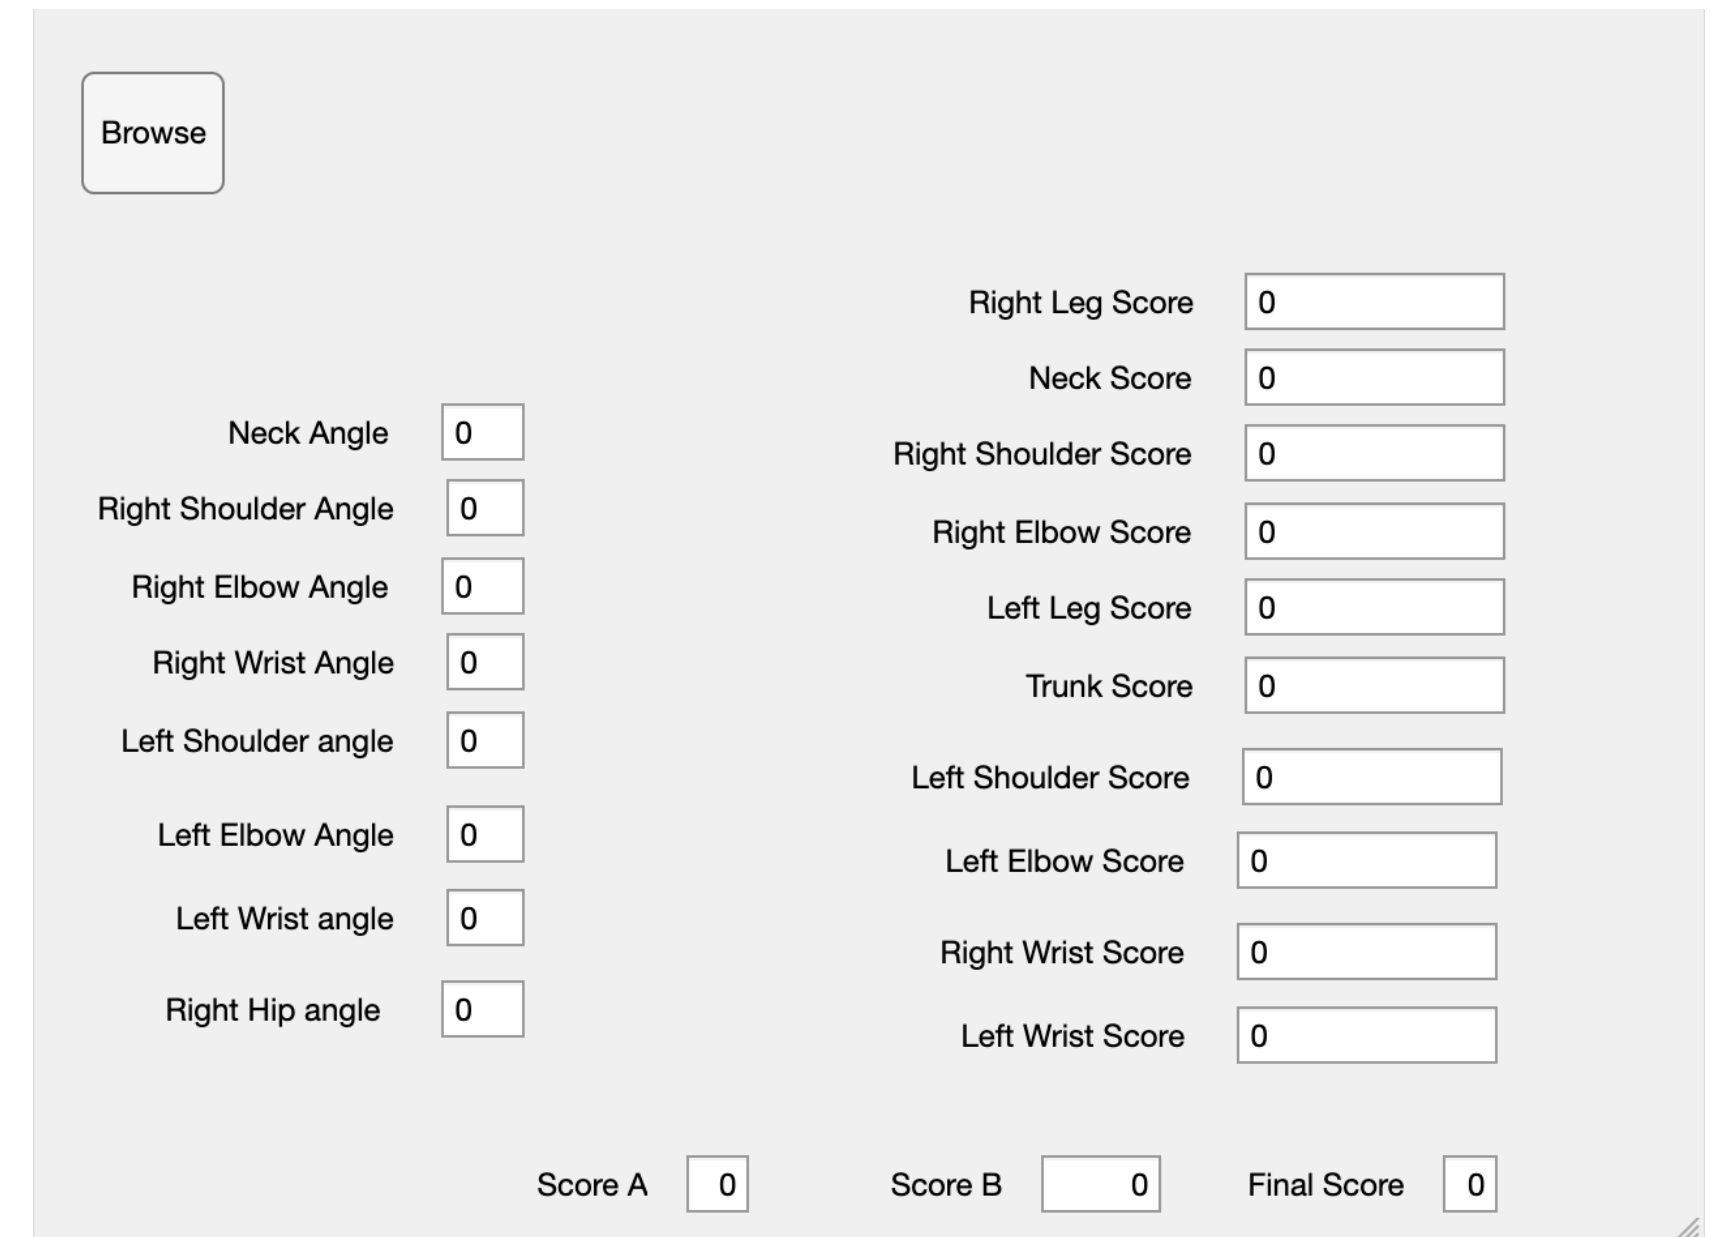 Browse
Right Leg Score 0
Neck Score 0
Neck Angle 0
Right Shoulder Score 0
Right Shoulder Angle 0
Right Elbow Score 0
Right Elbow Angle 0
Left Leg Score 0
Right Wrist Angle 0
Trunk Score 0
Left Shoulder angle 0
Left Shoulder Score 0
Left Elbow Angle 0
Left Elbow Score 0
Left Wrist angle 0
Right Wrist Score 0
Right Hip angle 0
Left Wrist Score 0
Score A 0 Score B 0 Final Score 0